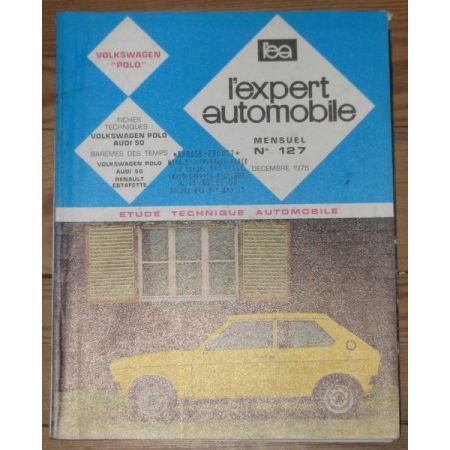 VOLKSWAGEN
"POLO"
l'ea
l'expert
automobile
MENSUEL
N° 127
DECEMBRE 1976
FICHES
TECHNIQUES
VOLKSWAGEN POLO
AUDI 50
BAREMES DES TEMPS
VOLKSWAGEN POLO
AUDI 50
RENAULT
ESTAFETTE
ETUDE TECHNIQUE AUTOMOBILE